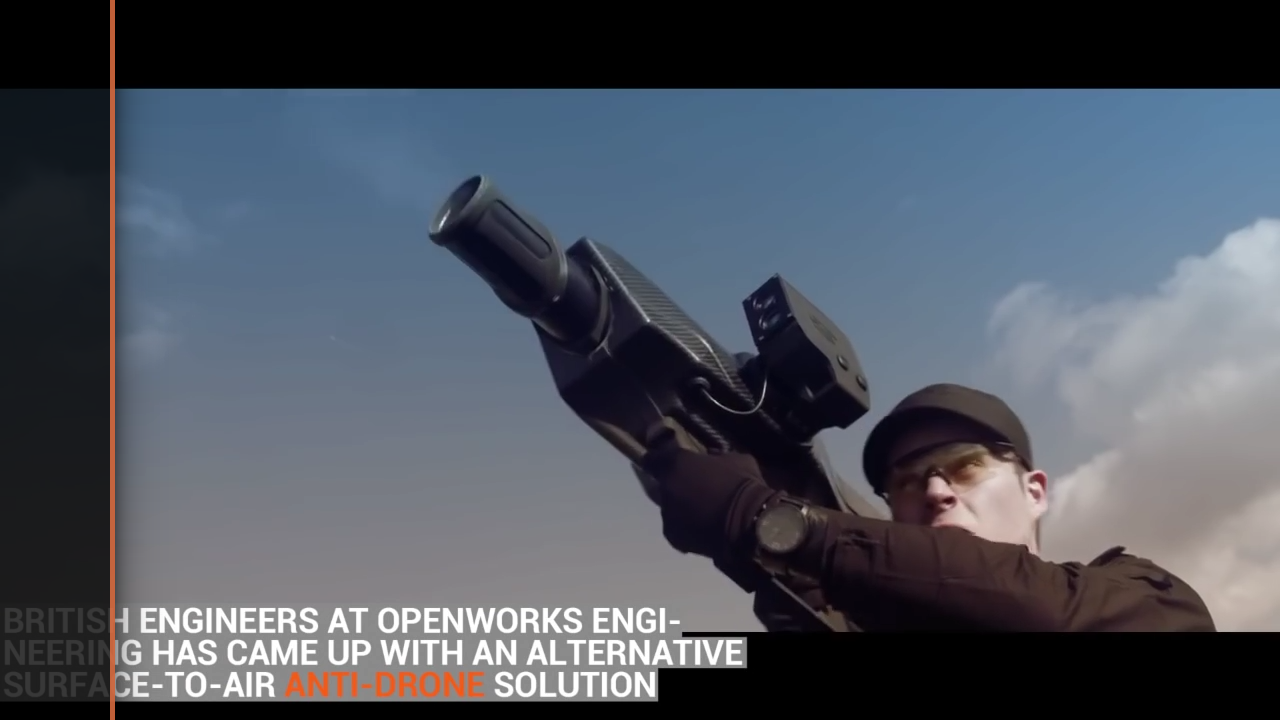 BRITISH ENGINEERS AT OPENWORKS ENGI-
NEERING HAS CAME UP WITH AN ALTERNATIVE
SURFACE-TO-AIR ANTI-DRONE SOLUTION